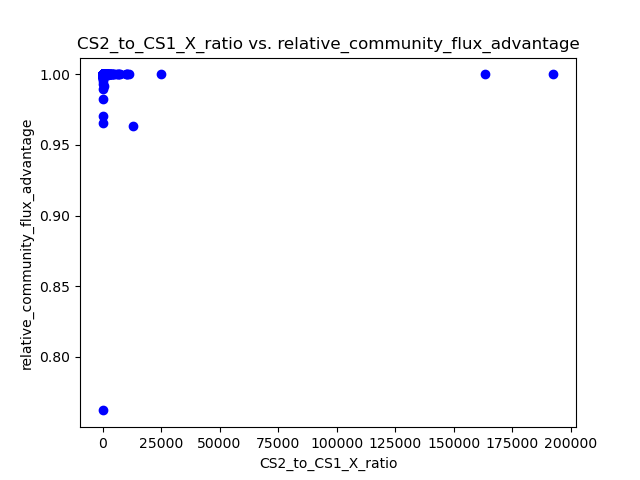 CS2_to_CS1_X_ratio vs. relative_community_flux_advantage
relative_community_flux_advantage
1.00
0.95
0.90
0.85
0.80
0 25000 50000 75000 100000 125000 150000 175000 200000
CS2_to_CS1_X_ratio